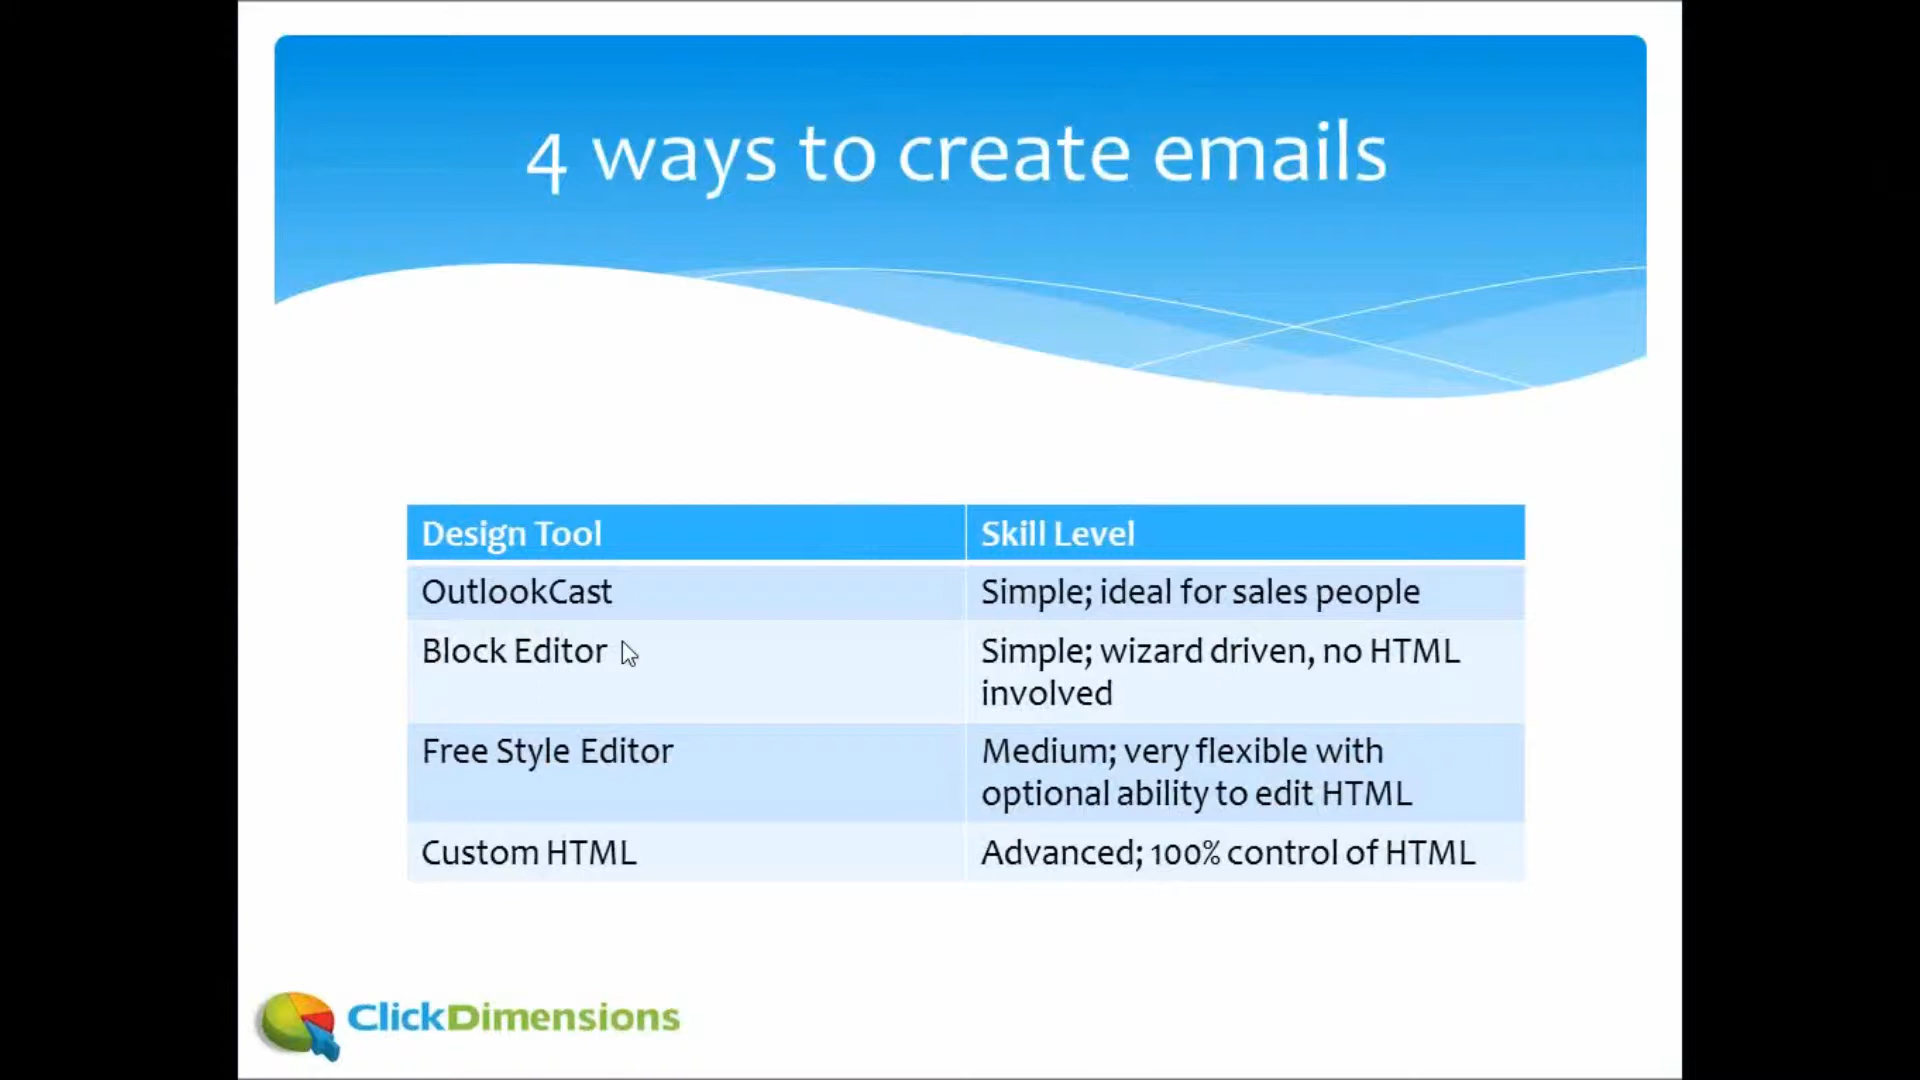 4 ways to create emails
Design Tool
Skill Level
OutlookCast
Simple; ideal for sales people
Block Editor
Simple; wizard driven, no HTML
involved
Free Style Editor
Medium; very flexible with
optional ability to edit HTML
Custom HTML
Advanced; 100% control of HTML
ClickDimensions